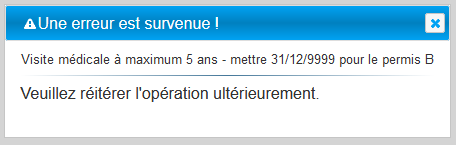 Une erreur est survenue !
Visite médicale à maximum 5 ans - mettre 31/12/9999 pour le permis B
Veuillez réitérer l'opération ultérieurement.